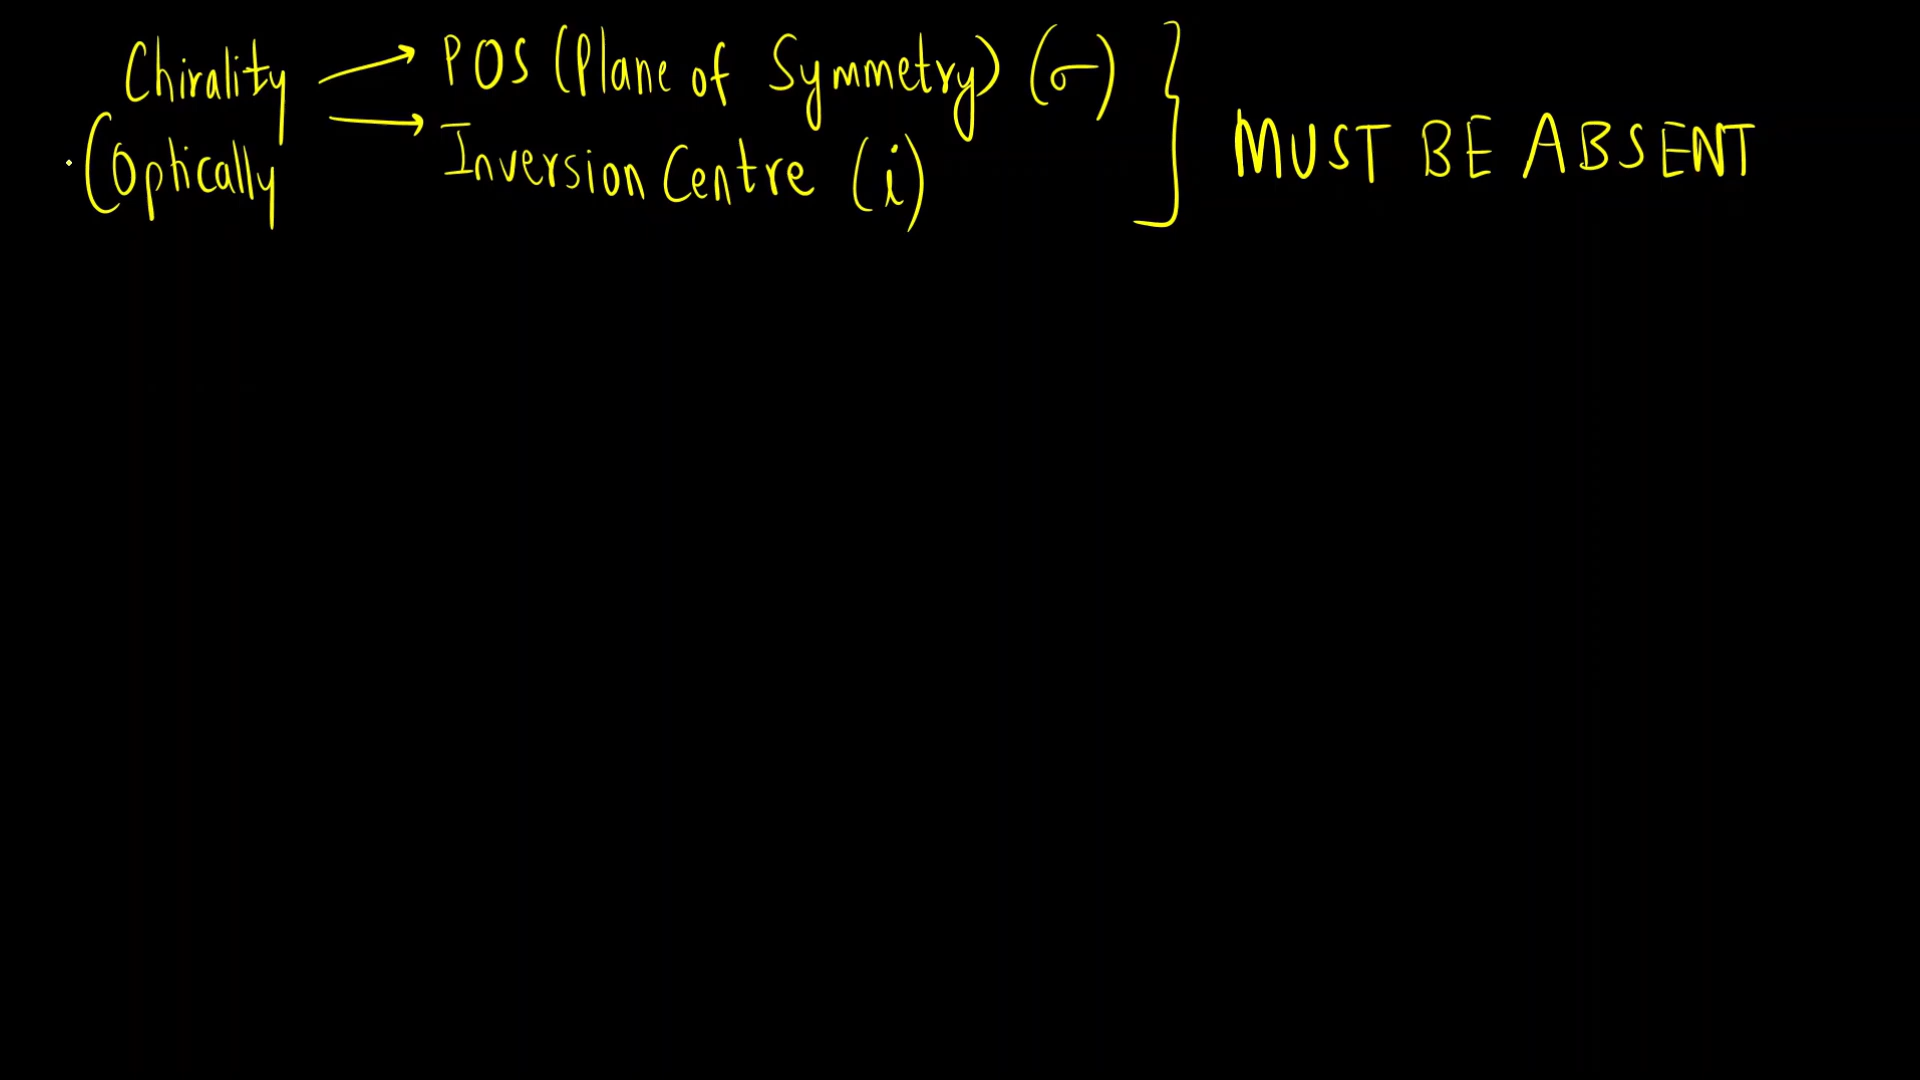 Chirality → POS (Plane of Symmetry) (σ)
(Optically → Inversion Centre (i)
} MUST BE ABSENT